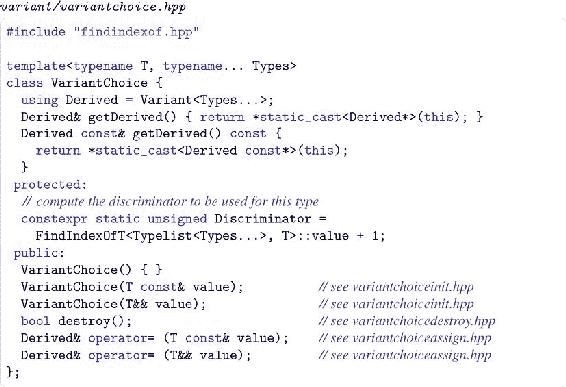 variant/variantchoice.hpp
#include "findindexof.hpp"
template<typename T, typename... Types>
class VariantChoice {
using Derived = Variant<Types...>;
Derived& getDerived() { return *static_cast<Derived*>(this); }
Derived const& getDerived() const {
return *static_cast<Derived const*>(this);
}
protected:
// compute the discriminator to be used for this type
constexpr static unsigned Discriminator =
FindIndexOfT<Typelist<Types...>, T>::value + 1;
public:
VariantChoice() { }
VariantChoice(T const& value); // see variantchoiceinit.hpp
VariantChoice(T&& value); // see variantchoiceinit.hpp
bool destroy(); // see variantchoicedestroy.hpp
Derived& operator= (T const& value); // see variantchoiceassign.hpp
Derived& operator= (T&& value); // see variantchoiceassign.hpp
};